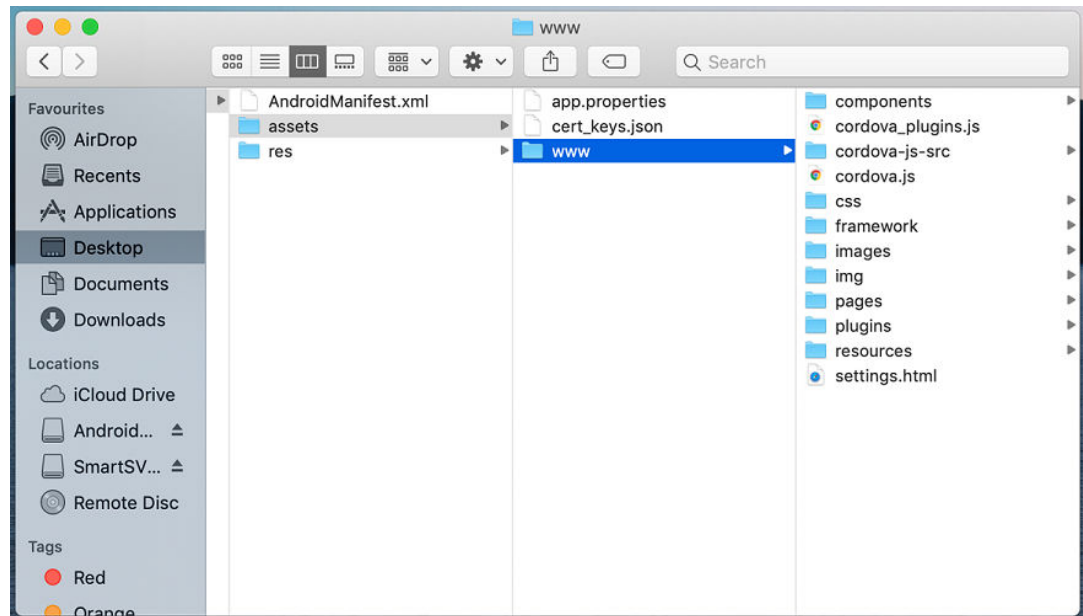 www
Search
Favourites
AirDrop
Recents
Applications
Desktop
Documents
Downloads
Locations
iCloud Drive
Android...
SmartSV...
Remote Disc
Tags
Red
Orange
AndroidManifest.xml
assets
res
app.properties
cert_keys.json
www
components
cordova_plugins.js
cordova-js-src
cordova.js
css
framework
images
img
pages
plugins
resources
settings.html